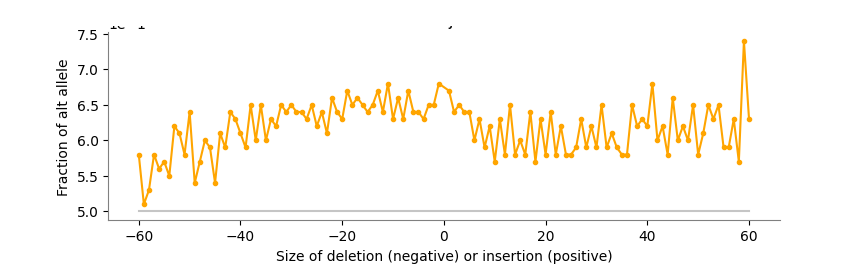 7.5
7.0
6.5
6.0
5.5
5.0
Fraction of alt allele
−60 −40 −20 0 20 40 60
Size of deletion (negative) or insertion (positive)